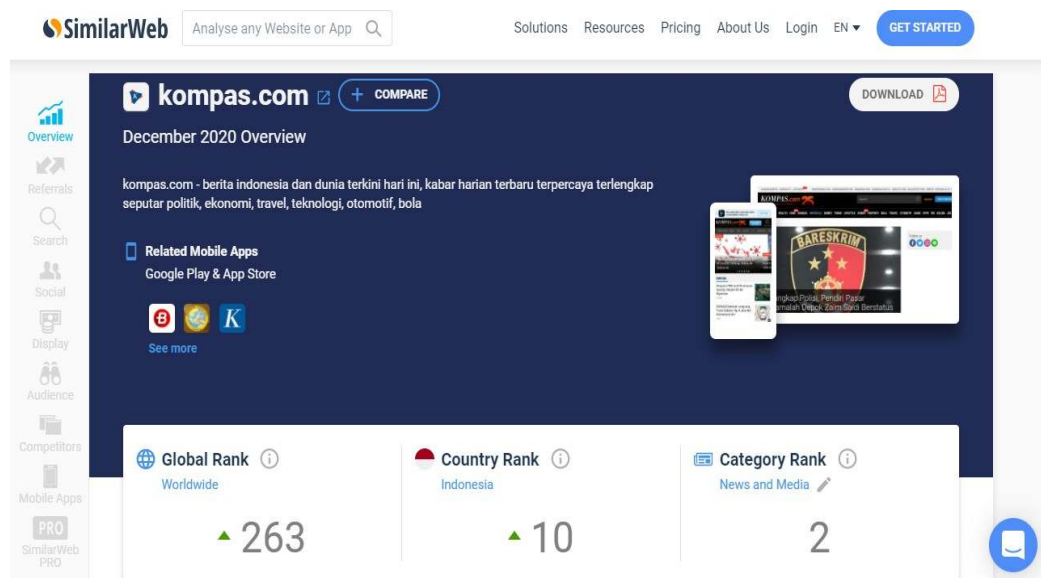 SimilarWeb
Analyse any Website or App
Solutions Resources Pricing About Us Login EN GET STARTED
kompas.com + COMPARE
DOWNLOAD
December 2020 Overview
kompas.com - berita indonesia dan dunia terkini hari ini, kabar harian terbaru terpercaya terlengkap
seputar politik, ekonomi, travel, teknologi, otomotif, bola
Related Mobile Apps
Google Play & App Store
B K
See more
KOMPAS.com
BARESKRIM
Overview
Referrals
Search
Social
Display
Audience
Competitors
Mobile Apps
PRO
SimilarWeb
PRO
Global Rank
Worldwide
263
Country Rank
Indonesia
10
Category Rank
News and Media
2